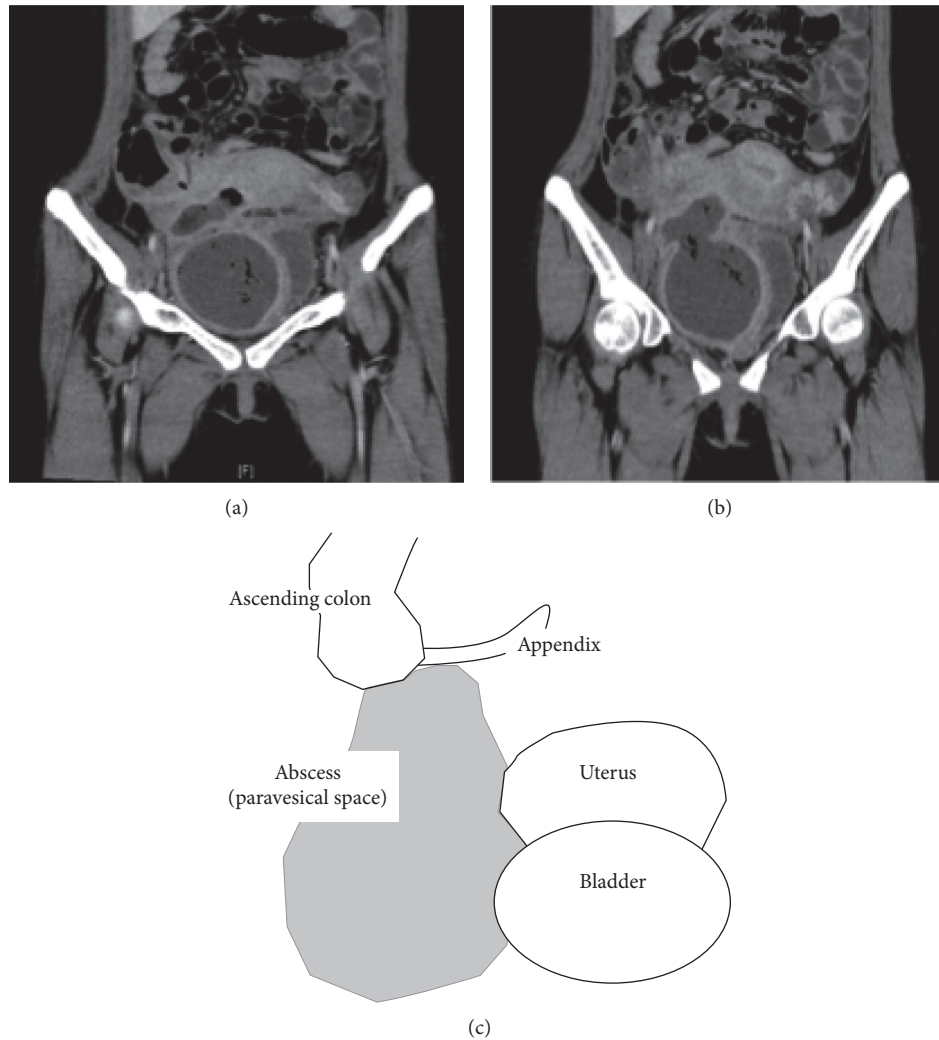 [F]
(a)
(b)
Ascending colon
Appendix
Abscess
(paravesical space)
Uterus
Bladder
(c)